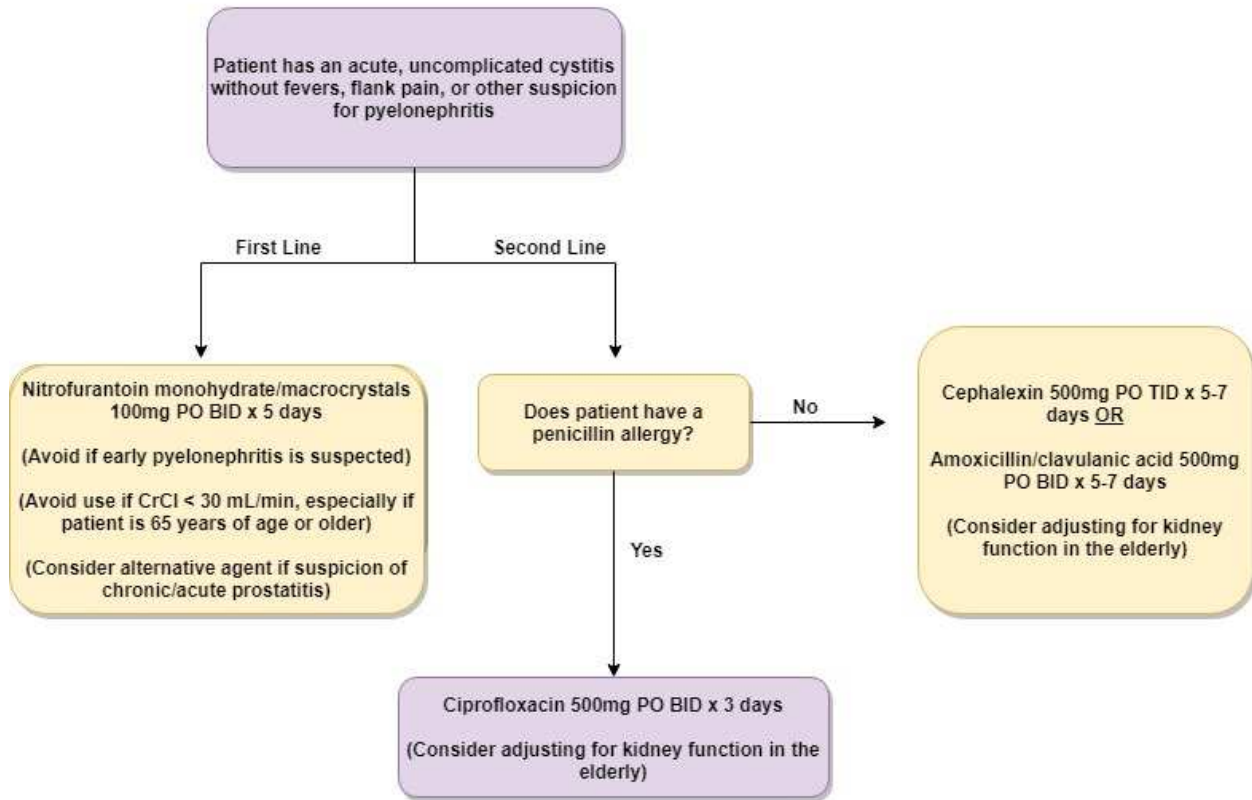 Patient has an acute, uncomplicated cystitis
without fevers, flank pain, or other suspicion
for pyelonephritis
First Line
Second Line
Nitrofurantoin monohydrate/macrocrystals
100mg PO BID x 5 days
(Avoid if early pyelonephritis is suspected)
(Avoid use if CrCl < 30 mL/min, especially if
patient is 65 years of age or older)
(Consider alternative agent if suspicion of
chronic/acute prostatitis)
Does patient have a
penicillin allergy?
No
Cephalexin 500mg PO TID x 5-7
days OR
Amoxicillin/clavulanic acid 500mg
PO BID x 5-7 days
(Consider adjusting for kidney
function in the elderly)
Yes
Ciprofloxacin 500mg PO BID x 3 days
(Consider adjusting for kidney function in the
elderly)